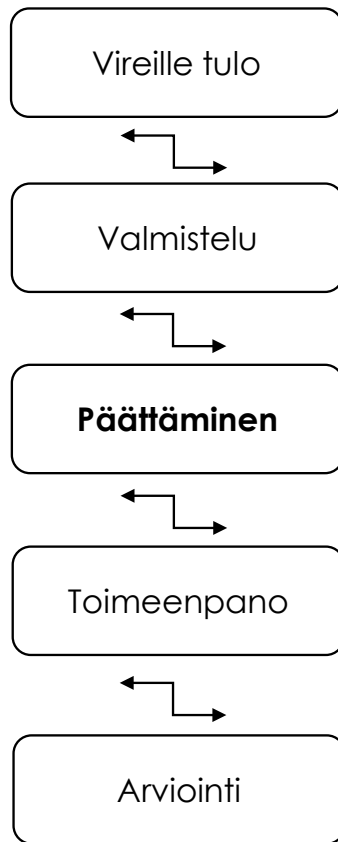 Vireille tulo
Valmistelu
Päättäminen
Toimeenpano
Arviointi